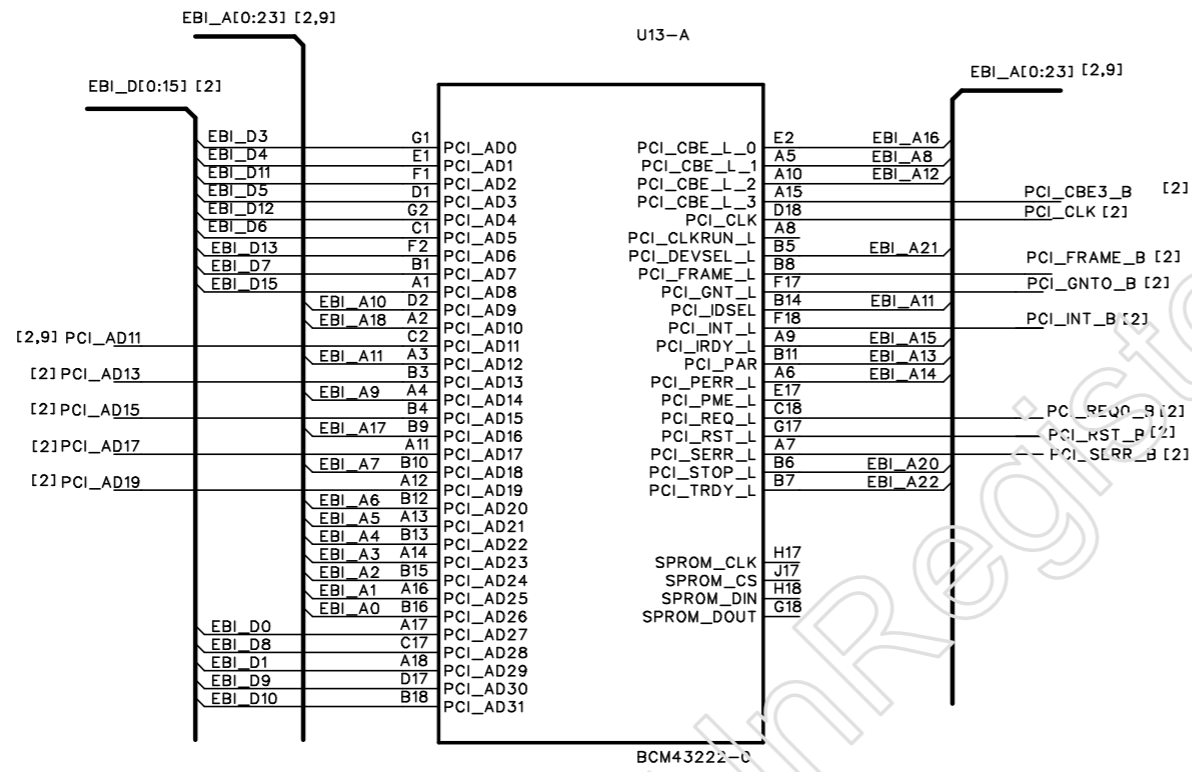 EBI_A[0:23] [2,9]
U13-A
EBI_D[0:15] [2]
EBI_A[0:23] [2,9]
EBI_D3 G1 PCI_AD0 PCI_CBE_L_0 E2 EBI_A16
EBI_D4 E1 PCI_AD1 PCI_CBE_L_1 A5 EBI_A8
EBI_D11 F1 PCI_AD2 PCI_CBE_L_2 A10 EBI_A12
EBI_D5 D1 PCI_AD3 PCI_CBE_L_3 A15 PCI_CBE3_B [2]
EBI_D12 G2 PCI_AD4 PCI_CLK D18 PCI_CLK [2]
EBI_D6 C1 PCI_AD5 PCI_CLKRUN_L A8
EBI_D13 F2 PCI_AD6 PCI_DEVSEL_L B5 EBI_A21
EBI_D7 B1 PCI_AD7 PCI_FRAME_L B8 PCI_FRAME_B [2]
EBI_D15 A1 PCI_AD8 PCI_GNT_L F17 PCI_GNT0_B [2]
EBI_A10 D2 PCI_AD9 PCI_IDSEL B14 EBI_A11
EBI_A18 A2 PCI_AD10 PCI_INT_L F18 PCI_INT_B [2]
[2,9] PCI_AD11 C2 PCI_AD11 PCI_IRDY_L A9 EBI_A15
EBI_A11 A3 PCI_AD12 PCI_PAR B11 EBI_A13
[2] PCI_AD13 B3 PCI_AD13 PCI_PERR_L A6 EBI_A14
EBI_A9 A4 PCI_AD14 PCI_PME_L E17
[2] PCI_AD15 B4 PCI_AD15 PCI_REQ_L C18 PCI_REQ0_B [2]
EBI_A17 B9 PCI_AD16 PCI_RST_L G17 PCI_RST_B [2]
[2] PCI_AD17 A11 PCI_AD17 PCI_SERR_L A7 PCI_SERR_B [2]
EBI_A7 B10 PCI_AD18 PCI_STOP_L B6 EBI_A20
[2] PCI_AD19 A12 PCI_AD19 PCI_TRDY_L B7 EBI_A22
EBI_A6 B12 PCI_AD20
EBI_A5 A13 PCI_AD21
EBI_A4 B13 PCI_AD22
EBI_A3 A14 PCI_AD23 SPROM_CLK H17
EBI_A2 B15 PCI_AD24 SPROM_CS J17
EBI_A1 A16 PCI_AD25 SPROM_DIN H18
EBI_A0 B16 PCI_AD26 SPROM_DOUT G18
EBI_D0 A17 PCI_AD27
EBI_D8 C17 PCI_AD28
EBI_D1 A18 PCI_AD29
EBI_D9 D17 PCI_AD30
EBI_D10 B18 PCI_AD31
BCM43222-0